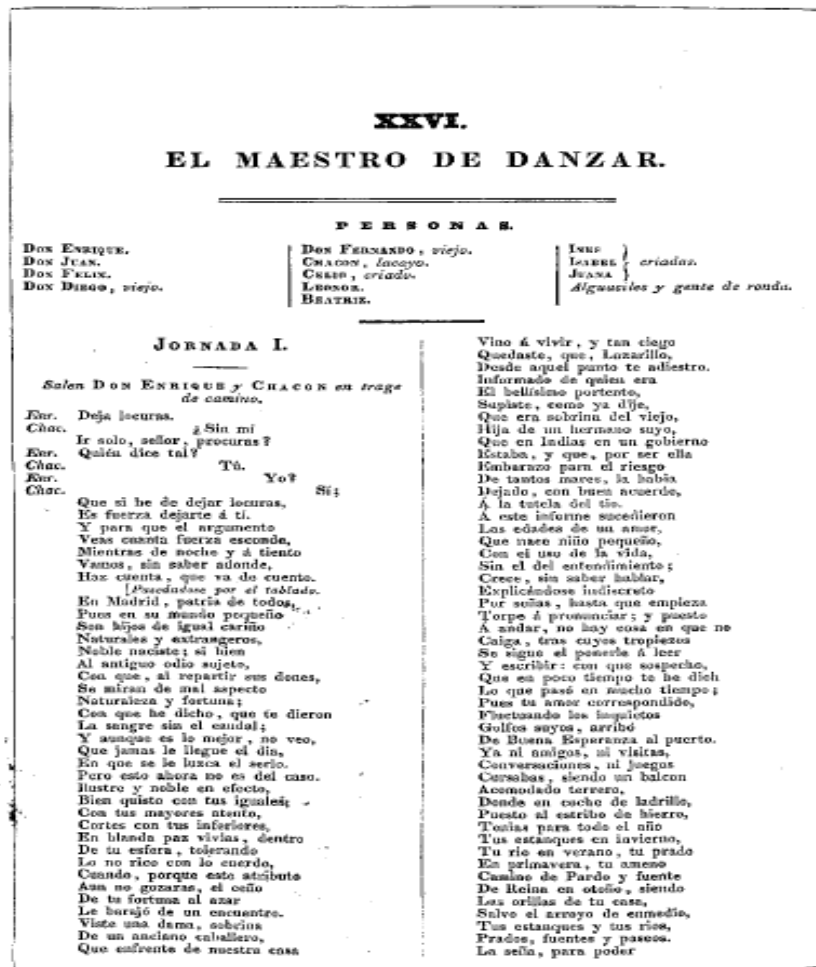 XXVI.
EL MAESTRO DE DANZAR.
PERSONAS.
DON ENRIQUE.
DON JUAN.
DON FELIX.
DON DIEGO, viejo.
DON FERNANDO, viejo.
CHACON, lacayo.
CELIO, criado.
LEONOR.
BEATRIZ.
INES
ISABEL
JUANA
} criadas.
Alguaciles y gente de ronda.
JORNADA I.
Salen DON ENRIQUE y CHACON en trage
de camino.
Enr. Deja locuras.
Chac. ¿Sin mí
Ir solo, señor, procuras?
Enr. Quién dice tal?
Chac. Tú.
Enr. Yo?
Chac. Sí;
Que si he de dejar locuras,
Es fuerza dejarte á tí.
Y para que el argumento
Veas cuanta fuerza esconde,
Mientras de noche y á tiento
Vamos, sin saber adonde,
Haz cuenta, que va de cuento.
[Paseándose por el tablado.
En Madrid, patria de todos,
Pues en su mundo pequeño
Son hijos de igual cariño
Naturales y extrangeros,
Noble naciste; si bien
Al antiguo odio sujeto,
Con que, al repartir sus dones,
Se miran de mal aspecto
Naturaleza y fortuna;
Con que he dicho, que te dieron
La sangre sin el caudal;
Y aunque es lo mejor, no veo,
Que jamas le llegue el dia,
En que se le luzca el serlo.
Pero esto ahora no es del caso.
Ilustre y noble en efecto,
Bien quisto con tus iguales,
Con tus mayores atento,
Cortes con tus inferiores,
En blanda paz vivias, dentro
De tu esfera, tolerando
Lo no rico con lo cuerdo,
Cuando, porque este atributo
Aun no gozaras, el ceño
De tu fortuna al azar
Le barajó de un encuentro.
Viste una dama, sobrina
De un anciano caballero,
Que enfrente de nuestra casa
Vino á vivir, y tan ciego
Quedaste, que, Lazarillo,
Desde aquel punto te adiestro.
Informado de quien era
El bellísimo portento,
Supiste, como ya dije,
Que era sobrina del viejo,
Hija de un hermano suyo,
Que en Indias en un gobierno
Estaba, y que, por ser ella
Embarazo para el riesgo
De tantos mares, la habia
Dejado, con buen acuerdo,
Á la tutela del tio.
Á este informe sucedieron
Las edades de un amor,
Que nace niño pequeño,
Con el uso de la vida,
Sin el del entendimiento;
Crece, sin saber hablar,
Explicándose indiscreto
Por señas, hasta que empieza
Torpe á pronunciar; y puesto
Á andar, no hay cosa en que no
Caiga, tras cuyos tropiezos
Se sigue el ponerle á leer
Y escribir: con que sospecho,
Que en poco tiempo te he dich
Lo que pasó en mucho tiempo;
Pues tu amor correspondido,
Fluctuando los inquietos
Golfos suyos, arribó
De Buena Esperanza al puerto.
Ya ni amigos, ni visitas,
Conversaciones, ni juegos
Cursabas, siendo un balcon
Acomodado terrero,
Donde en coche de ladrillo,
Puesto al estribo de hierro,
Tenias para todo el año
Tus estanques en invierno,
Tu rio en verano, tu prado
En primavera, tu ameno
Camino de Pardo y fuente
De Reina en otoño, siendo
Las orillas de tu casa,
Salvo el arroyo de enmedio,
Tus estanques y tus rios,
Prados, fuentes y paseos.
La seña, para poder